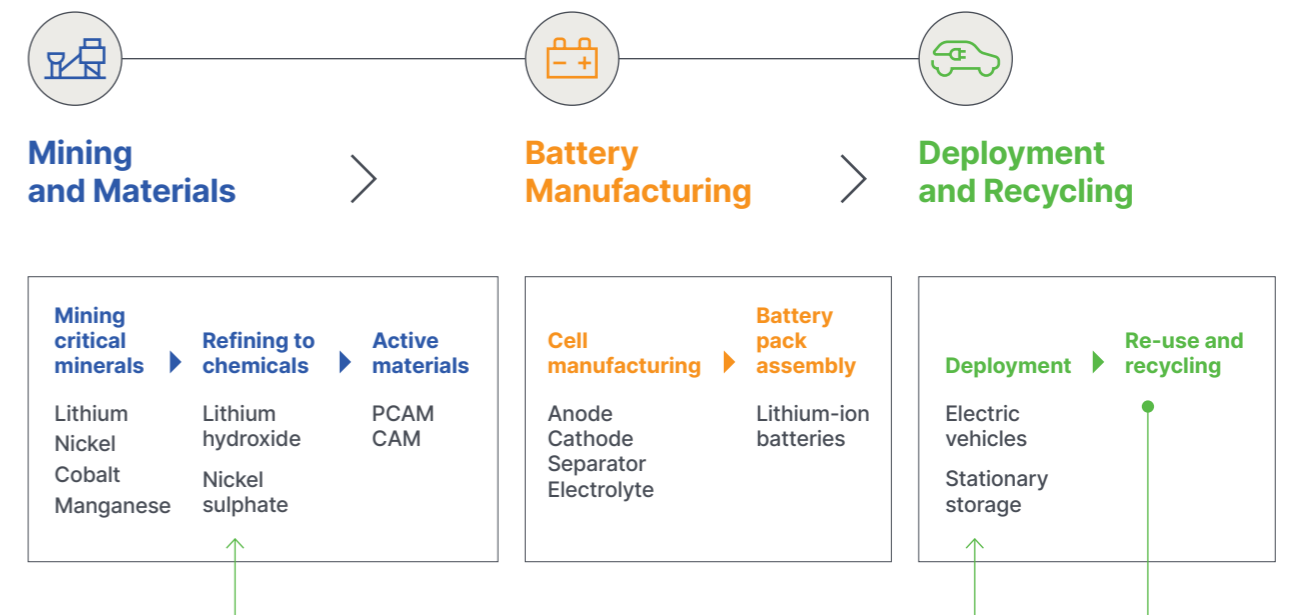 Mining
and Materials
Battery
Manufacturing
Deployment
and Recycling
Mining
critical
minerals
Lithium
Nickel
Cobalt
Manganese
Refining to
chemicals
Lithium
hydroxide
Nickel
sulphate
Active
materials
PCAM
CAM
Cell
manufacturing
Anode
Cathode
Separator
Electrolyte
Battery
pack
assembly
Lithium-ion
batteries
Deployment
Electric
vehicles
Stationary
storage
Re-use and
recycling